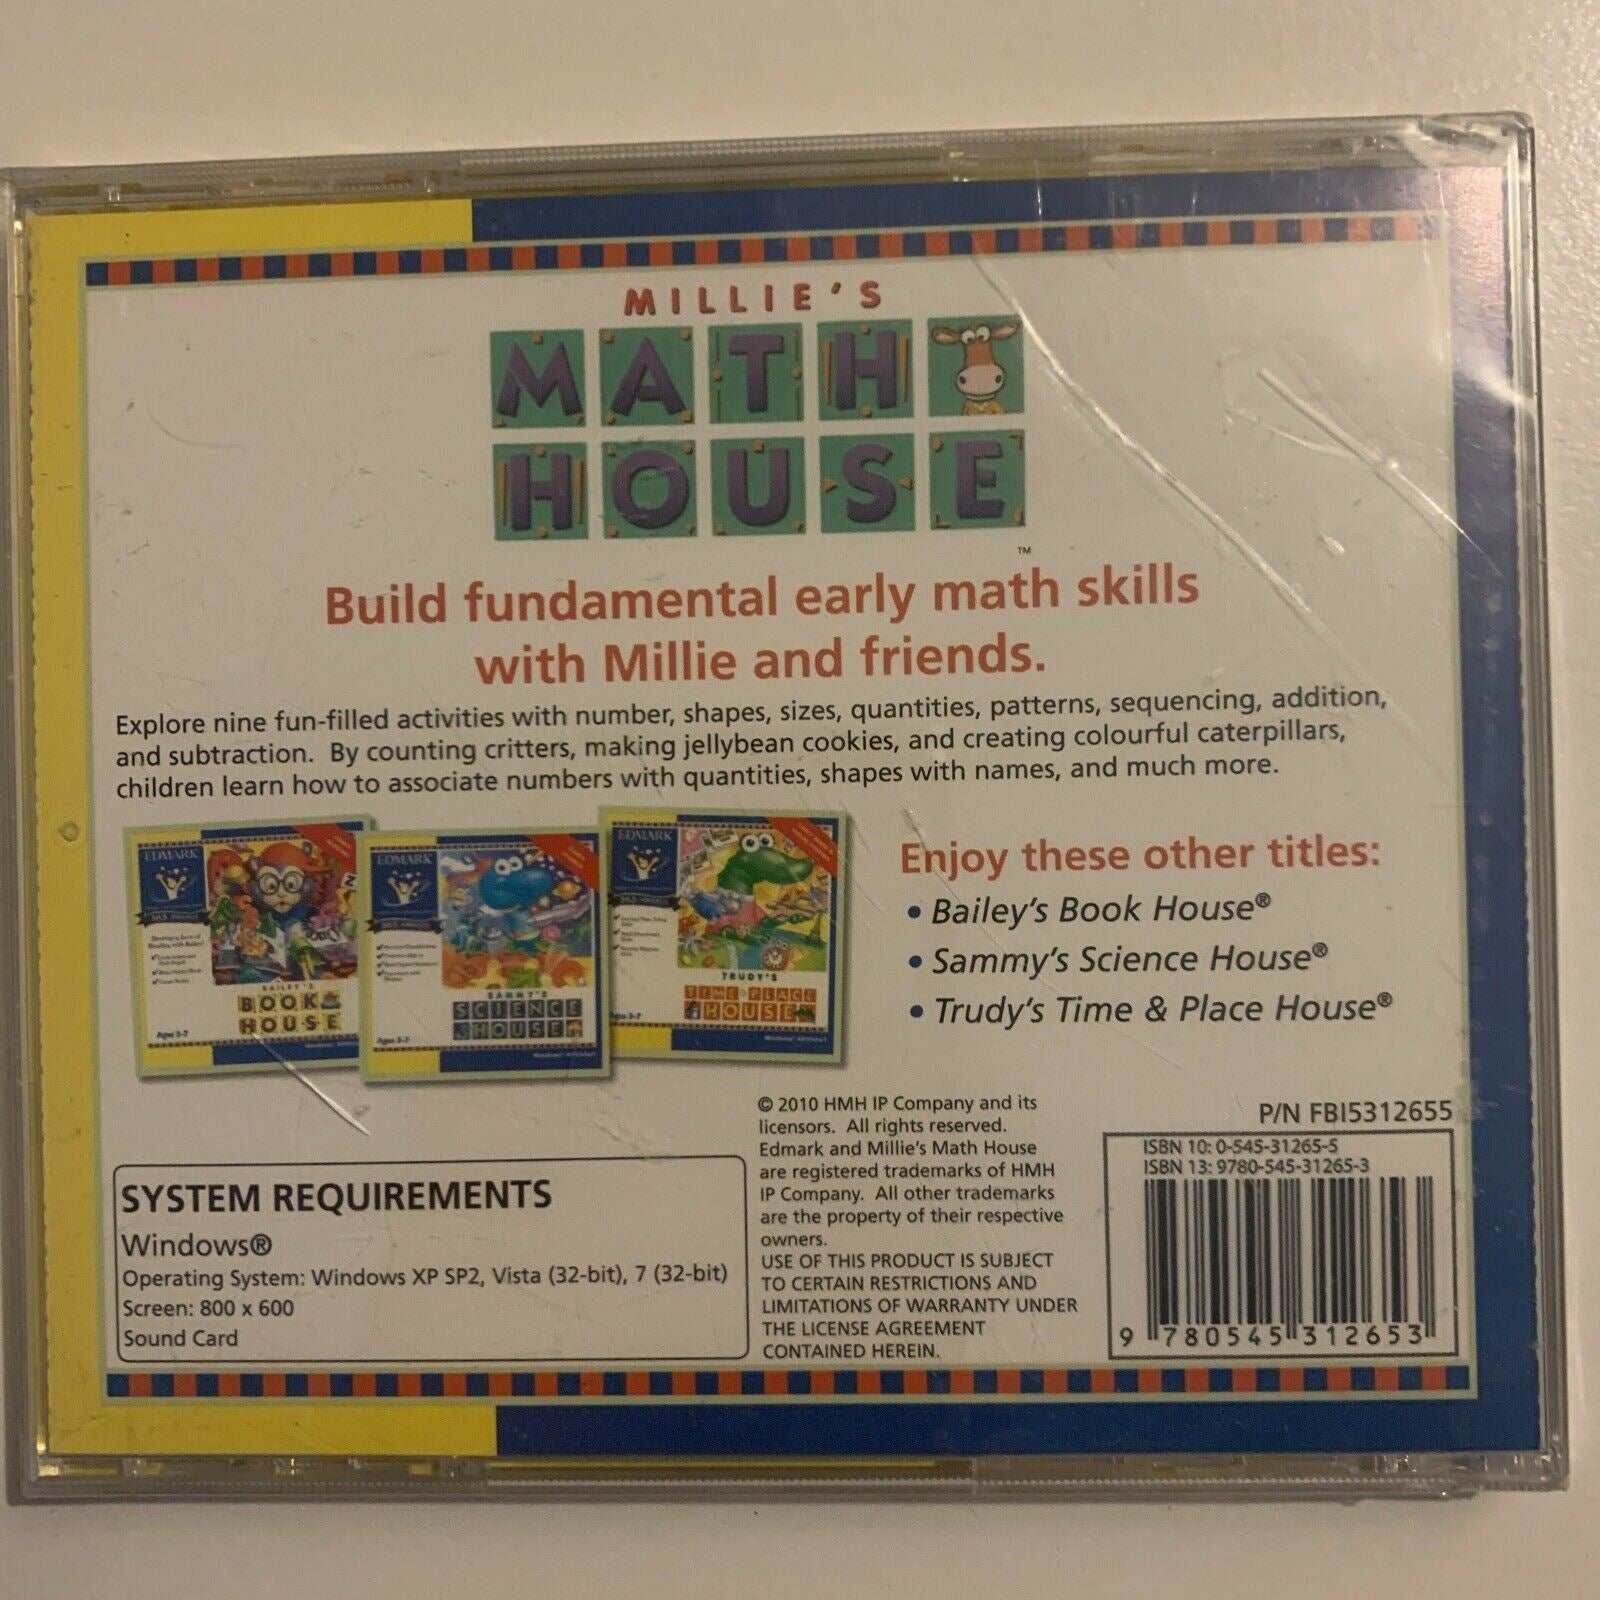 MILLIE'S
MATH
HOUSE
™
Build fundamental early math skills
with Millie and friends.
Explore nine fun-filled activities with number, shapes, sizes, quantities, patterns, sequencing, addition,
and subtraction. By counting critters, making jellybean cookies, and creating colourful caterpillars,
children learn how to associate numbers with quantities, shapes with names, and much more.
EDMARK
BAILEY'S
BOOK
HOUSE
Ages 3-7
EDMARK
SAMMY'S
SCIENCE
HOUSE
Ages 3-7
EDMARK
TRUDY'S
TIME & PLACE
HOUSE
Enjoy these other titles:
• Bailey's Book House®
• Sammy's Science House®
• Trudy's Time & Place House®
SYSTEM REQUIREMENTS
Windows®
Operating System: Windows XP SP2, Vista (32-bit), 7 (32-bit)
Screen: 800 x 600
Sound Card
© 2010 HMH IP Company and its
licensors. All rights reserved.
Edmark and Millie's Math House
are registered trademarks of HMH
IP Company. All other trademarks
are the property of their respective
owners.
USE OF THIS PRODUCT IS SUBJECT
TO CERTAIN RESTRICTIONS AND
LIMITATIONS OF WARRANTY UNDER
THE LICENSE AGREEMENT
CONTAINED HEREIN.
P/N FBI5312655
ISBN 10: 0-545-31265-5
ISBN 13: 9780-545-31265-3
9 780545 312653